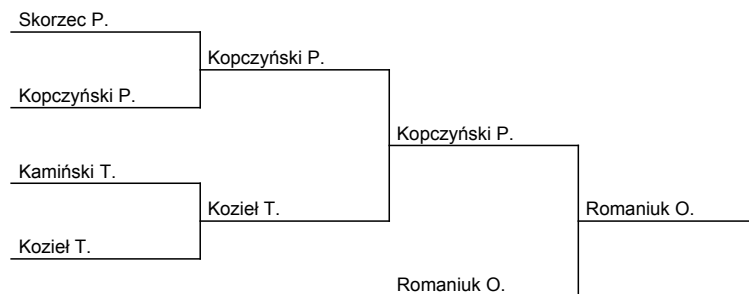 Skorzec P.
Kopczyński P.
Kopczyński P.
Kopczyński P.
Kamiński T.
Kozieł T.
Romaniuk O.
Kozieł T.
Romaniuk O.